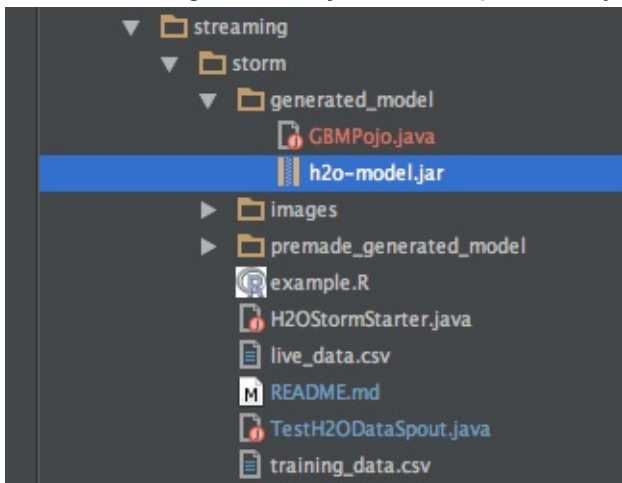 streaming
storm
generated_model
GBMPojo.java
h2o-model.jar
images
premade_generated_model
example.R
H2OStormStarter.java
live_data.csv
README.md
TestH2ODataSpout.java
training_data.csv